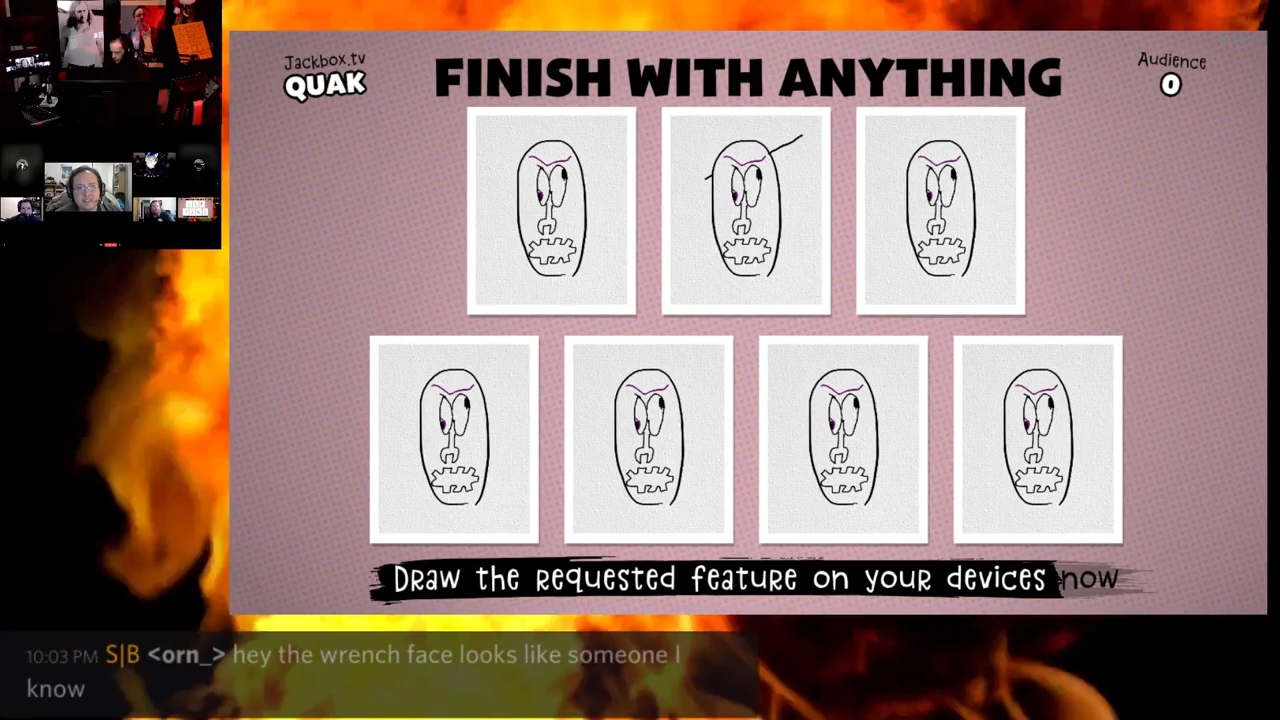 Jackbox.tv
QUAK
FINISH WITH ANYTHING
Audience
0
Draw the requested feature on your devices now
10:03 PM S|B <orn_> hey the wrench face looks like someone I
know